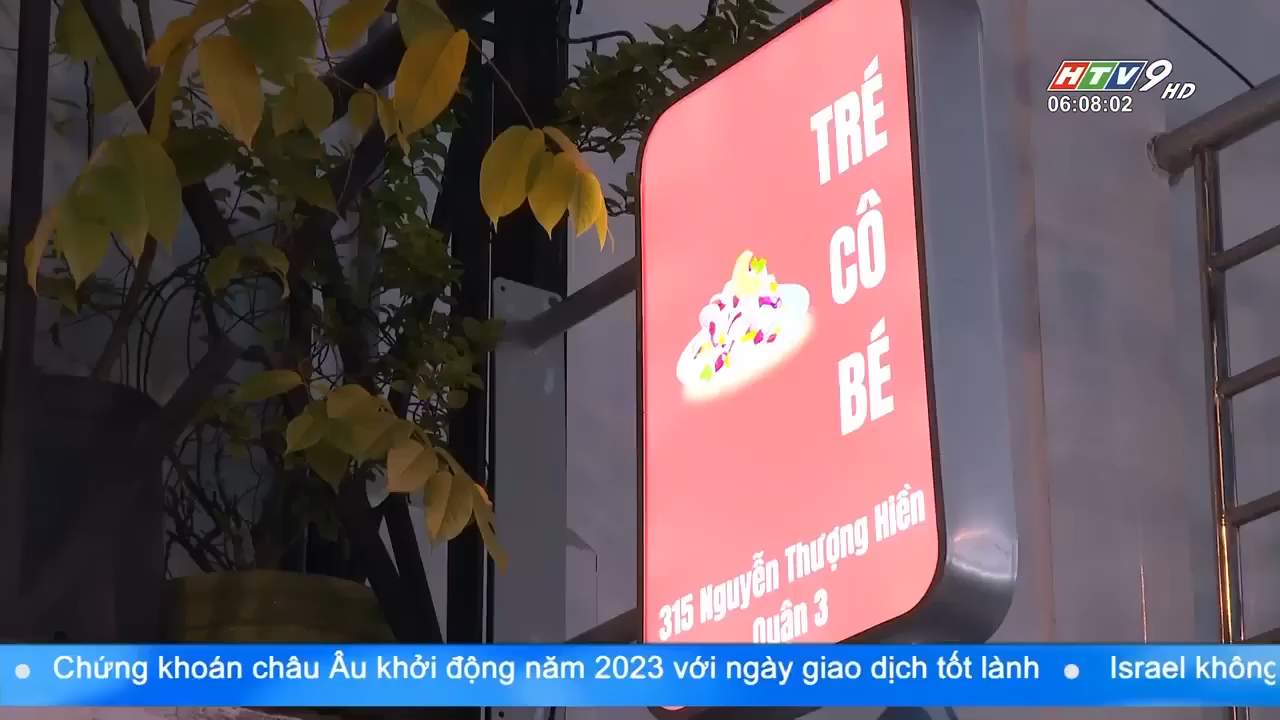 HTV9 HD
06:08:02
TRÉ
CÔ
BÉ
315 Nguyễn Thượng Hiền
Quận 3
Chứng khoán châu Âu khởi động năm 2023 với ngày giao dịch tốt lành • Israel không